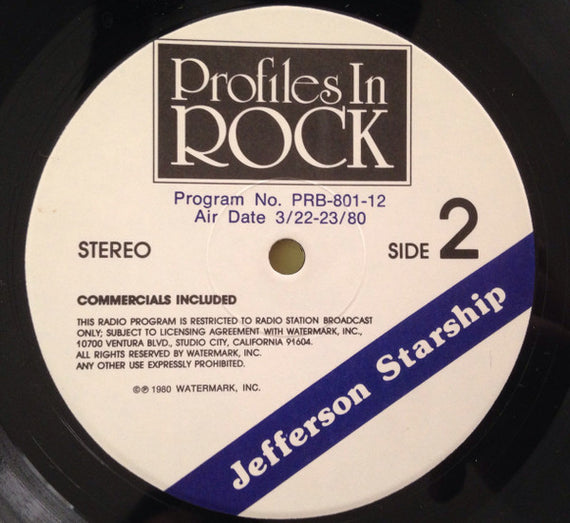 Profiles In
ROCK
Program No. PRB-801-12
Air Date 3/22-23/80
STEREO
SIDE 2
COMMERCIALS INCLUDED
THIS RADIO PROGRAM IS RESTRICTED TO RADIO STATION BROADCAST
ONLY; SUBJECT TO LICENSING AGREEMENT WITH WATERMARK, INC.,
10700 VENTURA BLVD., STUDIO CITY, CALIFORNIA 91604.
ALL RIGHTS RESERVED BY WATERMARK, INC.
ANY OTHER USE EXPRESSLY PROHIBITED.
©℗ 1980 WATERMARK, INC.
Jefferson Starship